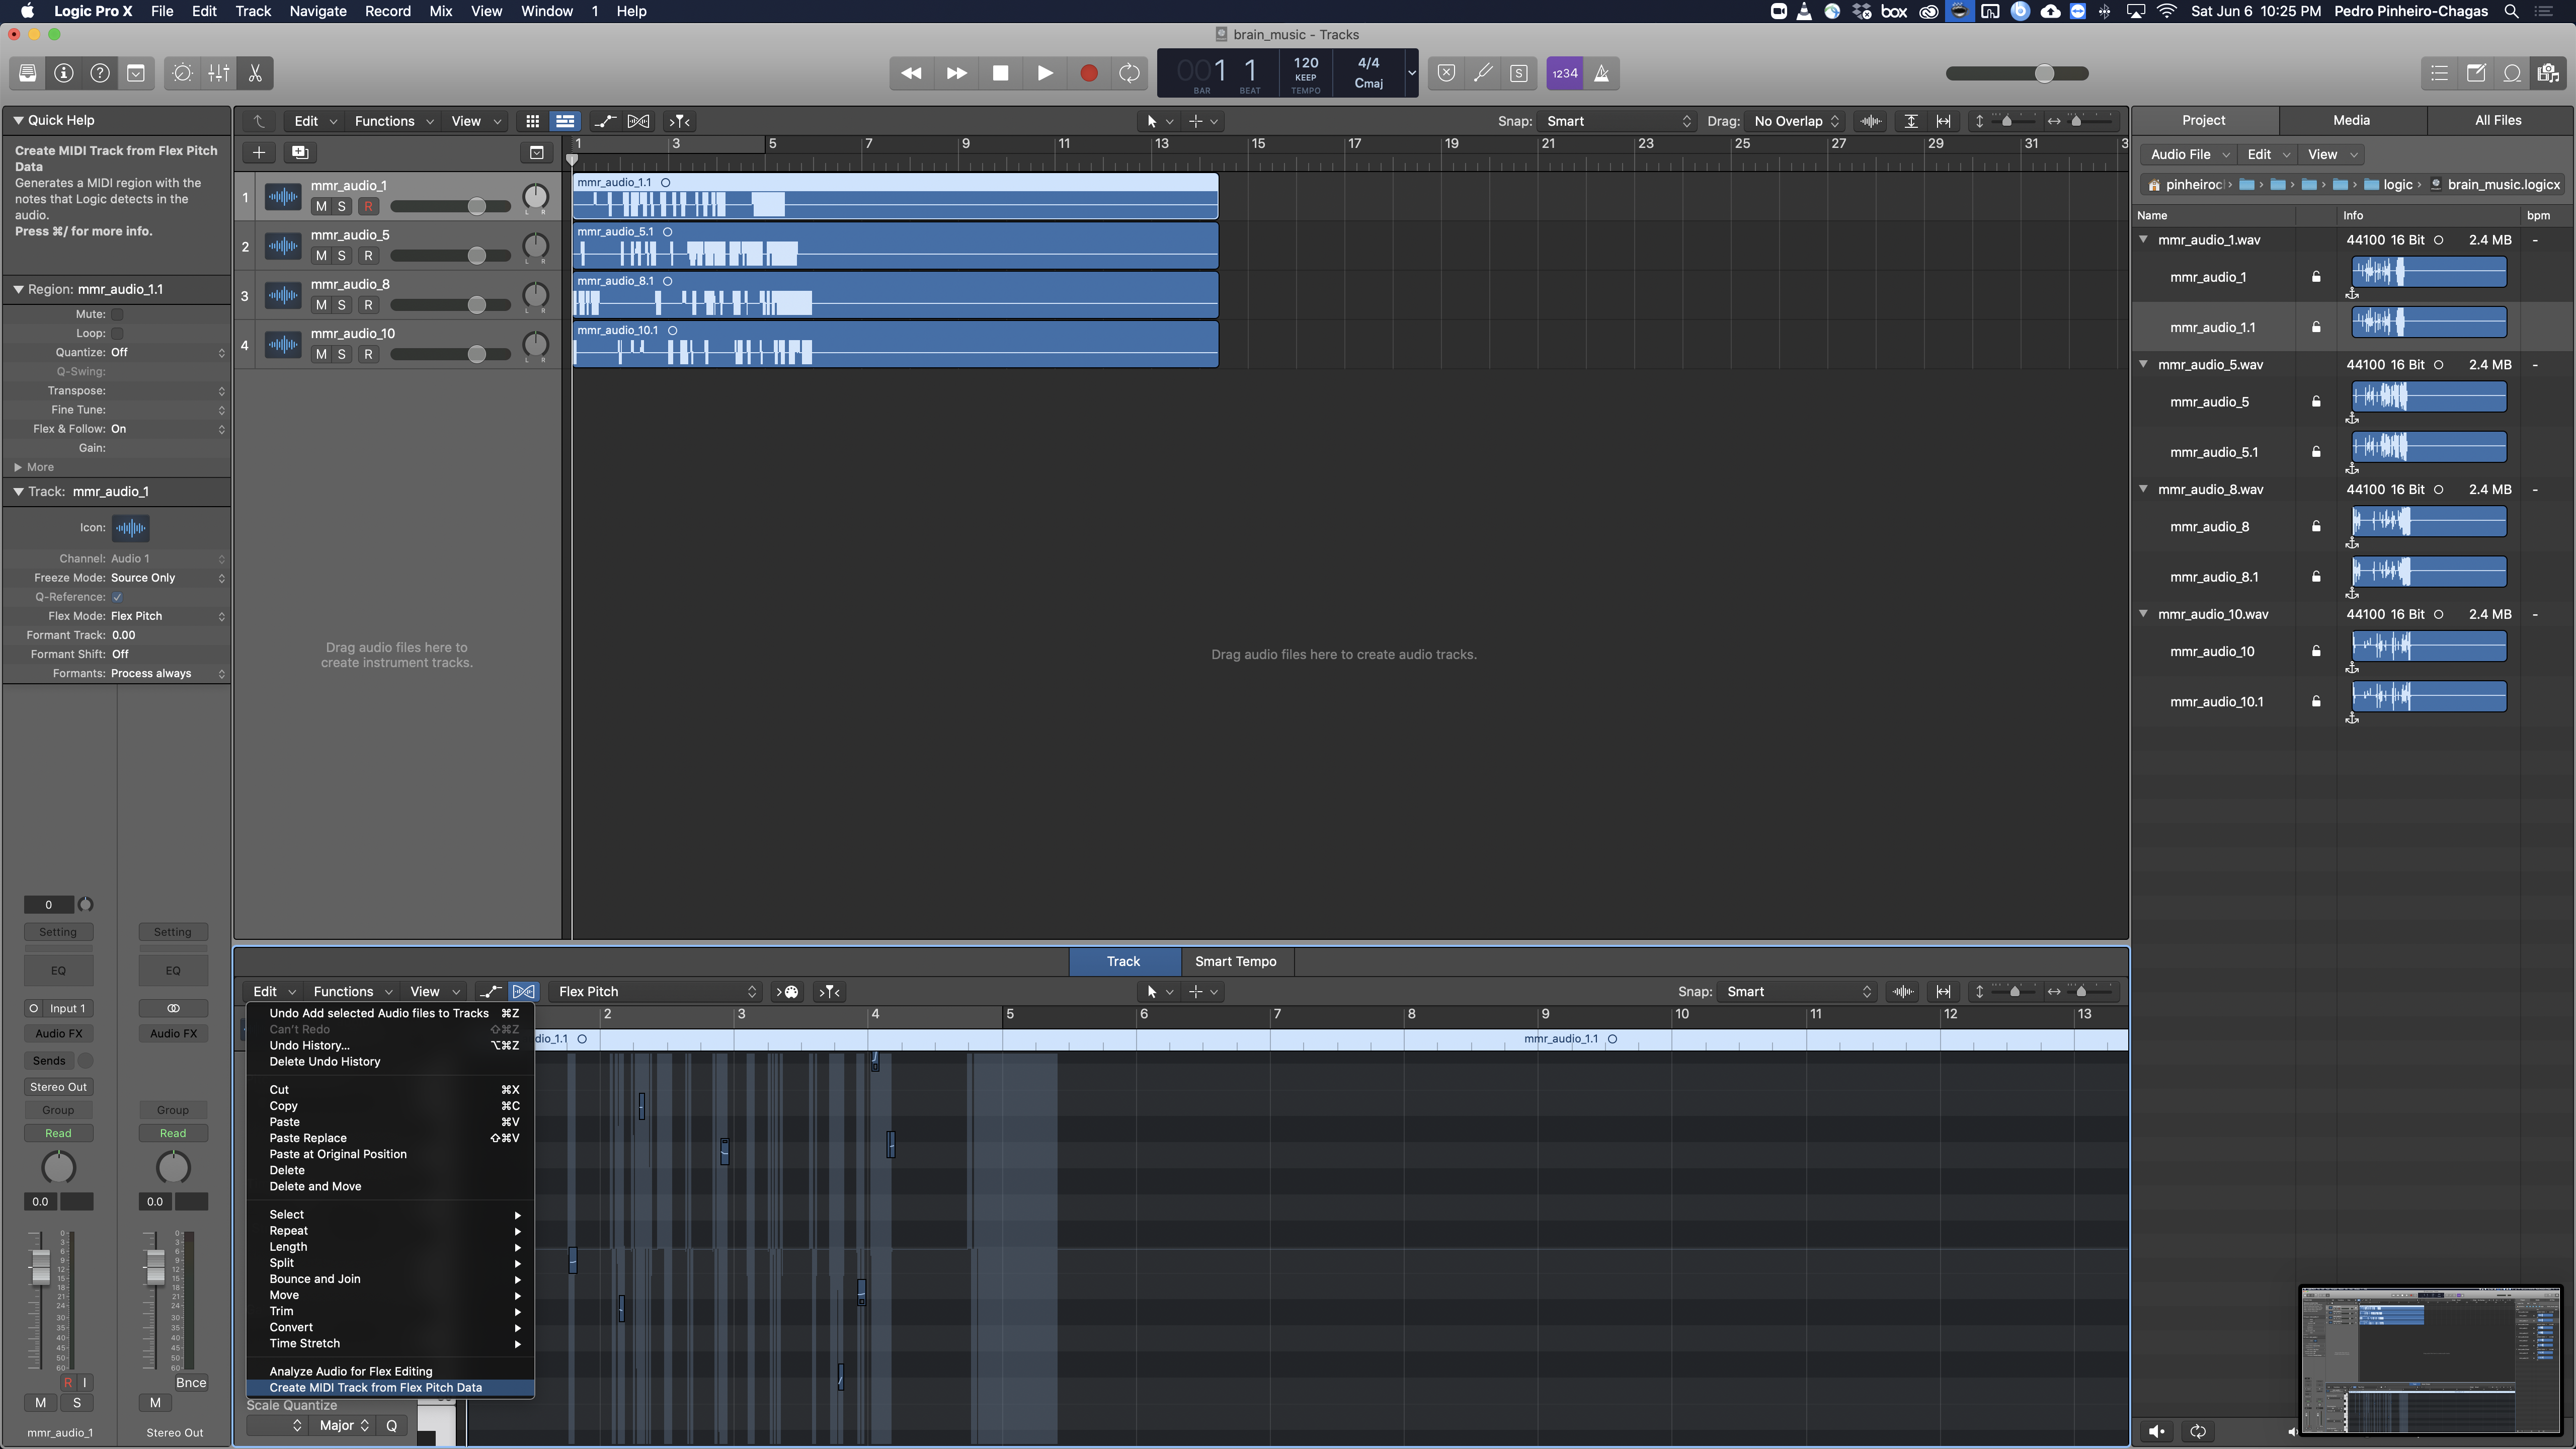 Logic Pro X File Edit Track Navigate Record Mix View Window 1 Help
box Sat Jun 6 10:25 PM Pedro Pinheiro-Chagas
brain_music - Tracks
001 1 120 4/4
KEEP Cmaj
BAR BEAT TEMPO
1234
Quick Help
Create MIDI Track from Flex Pitch
Data
Generates a MIDI region with the
notes that Logic detects in the
audio.
Press ⌘/ for more info.
Region: mmr_audio_1.1
Mute:
Loop:
Quantize: Off
Q-Swing:
Transpose:
Fine Tune:
Flex & Follow: On
Gain:
More
Track: mmr_audio_1
Icon:
Channel: Audio 1
Freeze Mode: Source Only
Q-Reference:
Flex Mode: Flex Pitch
Formant Track: 0.00
Formant Shift: Off
Formants: Process always
0
Setting Setting
EQ EQ
Input 1
Audio FX Audio FX
Sends
Stereo Out
Group Group
Read Read
0.0 0.0
R I Bnce
M S M
mmr_audio_1 Stereo Out
Edit Functions View
Snap: Smart Drag: No Overlap
1 3 5 7 9 11 13 15 17 19 21 23 25 27 29 31 3
1 mmr_audio_1
M S R
2 mmr_audio_5
M S R
3 mmr_audio_8
M S R
4 mmr_audio_10
M S R
mmr_audio_1.1
mmr_audio_5.1
mmr_audio_8.1
mmr_audio_10.1
Drag audio files here to
create instrument tracks.
Drag audio files here to create audio tracks.
Track Smart Tempo
Edit Functions View Flex Pitch Snap: Smart
2 3 4 5 6 7 8 9 10 11 12 13
dio_1.1 mmr_audio_1.1
Undo Add selected Audio files to Tracks ⌘Z
Can't Redo ⇧⌘Z
Undo History... ⌥⌘Z
Delete Undo History
Cut ⌘X
Copy ⌘C
Paste ⌘V
Paste Replace ⇧⌘V
Paste at Original Position
Delete
Delete and Move
Select
Repeat
Length
Split
Bounce and Join
Move
Trim
Convert
Time Stretch
Analyze Audio for Flex Editing
Create MIDI Track from Flex Pitch Data
Scale Quantize
Major Q
Project Media All Files
Audio File Edit View
pinheiroc logic brain_music.logicx
Name Info bpm
mmr_audio_1.wav 44100 16 Bit 2.4 MB -
mmr_audio_1
mmr_audio_1.1
mmr_audio_5.wav 44100 16 Bit 2.4 MB -
mmr_audio_5
mmr_audio_5.1
mmr_audio_8.wav 44100 16 Bit 2.4 MB -
mmr_audio_8
mmr_audio_8.1
mmr_audio_10.wav 44100 16 Bit 2.4 MB -
mmr_audio_10
mmr_audio_10.1